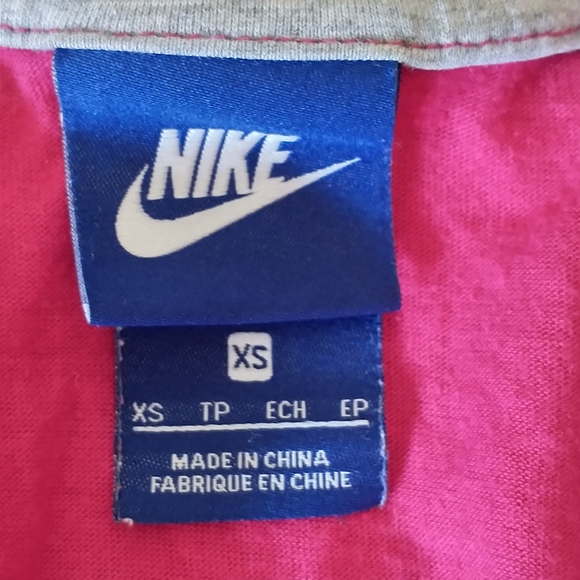 NIKE
XS
XS TP ECH EP
MADE IN CHINA
FABRIQUE EN CHINE